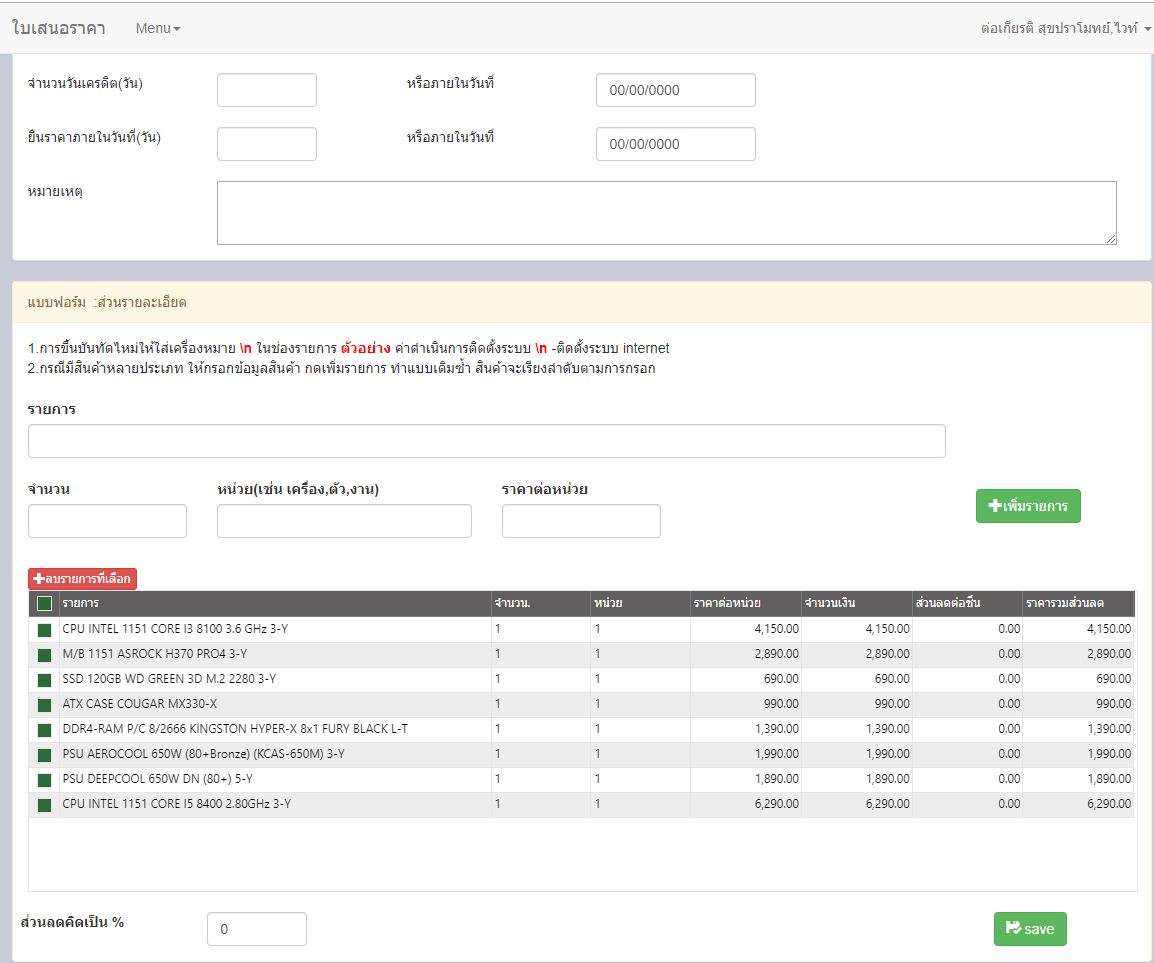 ใบเสนอราคา Menu ต่อเกียรติ สุขปราโมทย์,ไวท์
จำนวนวันเครดิต(วัน) หรือภายในวันที่ 00/00/0000
ยืนราคาภายในวันที่(วัน) หรือภายในวันที่ 00/00/0000
หมายเหตุ
แบบฟอร์ม :ส่วนรายละเอียด
1.การขึ้นบันทัดใหม่ให้ใส่เครื่องหมาย \n ในช่องรายการ ตัวอย่าง ค่าดำเนินการติดตั้งระบบ \n -ติดตั้งระบบ internet
2.กรณีมีสินค้าหลายประเภท ให้กรอกข้อมูลสินค้า กดเพิ่มรายการ ทำแบบเดิมซ้ำ สินค้าจะเรียงลำดับตามการกรอก
รายการ
จำนวน หน่วย(เช่น เครื่อง,ตัว,งาน) ราคาต่อหน่วย
เพิ่มรายการ
ลบรายการที่เลือก
รายการ จำนวน. หน่วย ราคาต่อหน่วย จำนวนเงิน ส่วนลดต่อชิ้น ราคารวมส่วนลด
CPU INTEL 1151 CORE I3 8100 3.6 GHz 3-Y 1 1 4,150.00 4,150.00 0.00 4,150.00
M/B 1151 ASROCK H370 PRO4 3-Y 1 1 2,890.00 2,890.00 0.00 2,890.00
SSD 120GB WD GREEN 3D M.2 2280 3-Y 1 1 690.00 690.00 0.00 690.00
ATX CASE COUGAR MX330-X 1 1 990.00 990.00 0.00 990.00
DDR4-RAM P/C 8/2666 KINGSTON HYPER-X 8x1 FURY BLACK L-T 1 1 1,390.00 1,390.00 0.00 1,390.00
PSU AEROCOOL 650W (80+Bronze) (KCAS-650M) 3-Y 1 1 1,990.00 1,990.00 0.00 1,990.00
PSU DEEPCOOL 650W DN (80+) 5-Y 1 1 1,890.00 1,890.00 0.00 1,890.00
CPU INTEL 1151 CORE I5 8400 2.80GHz 3-Y 1 1 6,290.00 6,290.00 0.00 6,290.00
ส่วนลดคิดเป็น % 0 save